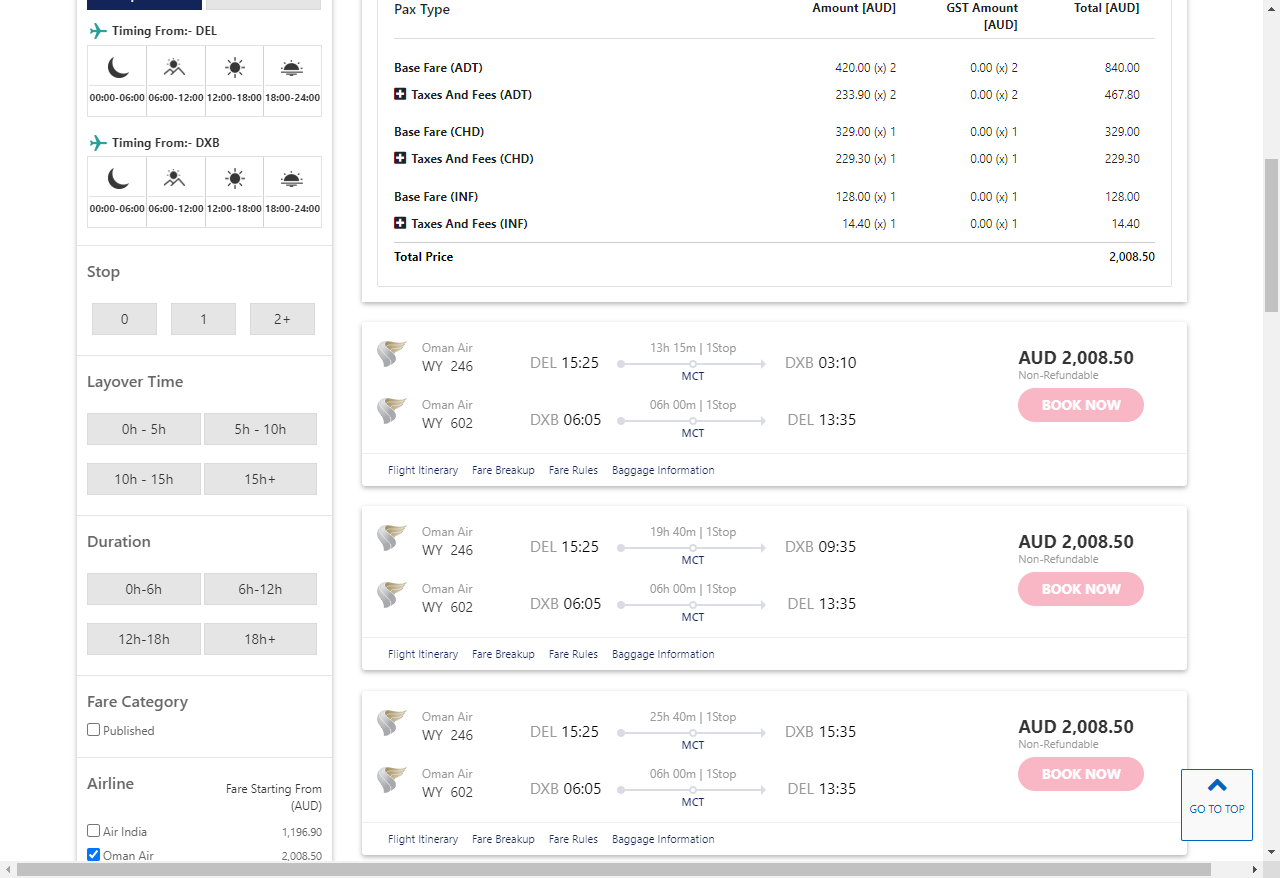 Timing From:- DEL
00:00-06:00 06:00-12:00 12:00-18:00 18:00-24:00
Timing From:- DXB
00:00-06:00 06:00-12:00 12:00-18:00 18:00-24:00
Stop
0 1 2+
Layover Time
0h - 5h 5h - 10h
10h - 15h 15h+
Duration
0h-6h 6h-12h
12h-18h 18h+
Fare Category
Published
Airline Fare Starting From
(AUD)
Air India 1,196.90
Oman Air 2,008.50
Pax Type Amount [AUD] GST Amount Total [AUD]
[AUD]
Base Fare (ADT) 420.00 (x) 2 0.00 (x) 2 840.00
Taxes And Fees (ADT) 233.90 (x) 2 0.00 (x) 2 467.80
Base Fare (CHD) 329.00 (x) 1 0.00 (x) 1 329.00
Taxes And Fees (CHD) 229.30 (x) 1 0.00 (x) 1 229.30
Base Fare (INF) 128.00 (x) 1 0.00 (x) 1 128.00
Taxes And Fees (INF) 14.40 (x) 1 0.00 (x) 1 14.40
Total Price 2,008.50
Oman Air 13h 15m | 1Stop
WY 246 DEL 15:25 DXB 03:10 AUD 2,008.50
MCT Non-Refundable
Oman Air 06h 00m | 1Stop BOOK NOW
WY 602 DXB 06:05 DEL 13:35
MCT
Flight Itinerary Fare Breakup Fare Rules Baggage Information
Oman Air 19h 40m | 1Stop
WY 246 DEL 15:25 DXB 09:35 AUD 2,008.50
MCT Non-Refundable
Oman Air 06h 00m | 1Stop BOOK NOW
WY 602 DXB 06:05 DEL 13:35
MCT
Flight Itinerary Fare Breakup Fare Rules Baggage Information
Oman Air 25h 40m | 1Stop
WY 246 DEL 15:25 DXB 15:35 AUD 2,008.50
MCT Non-Refundable
Oman Air 06h 00m | 1Stop BOOK NOW
WY 602 DXB 06:05 DEL 13:35
MCT
Flight Itinerary Fare Breakup Fare Rules Baggage Information
GO TO TOP